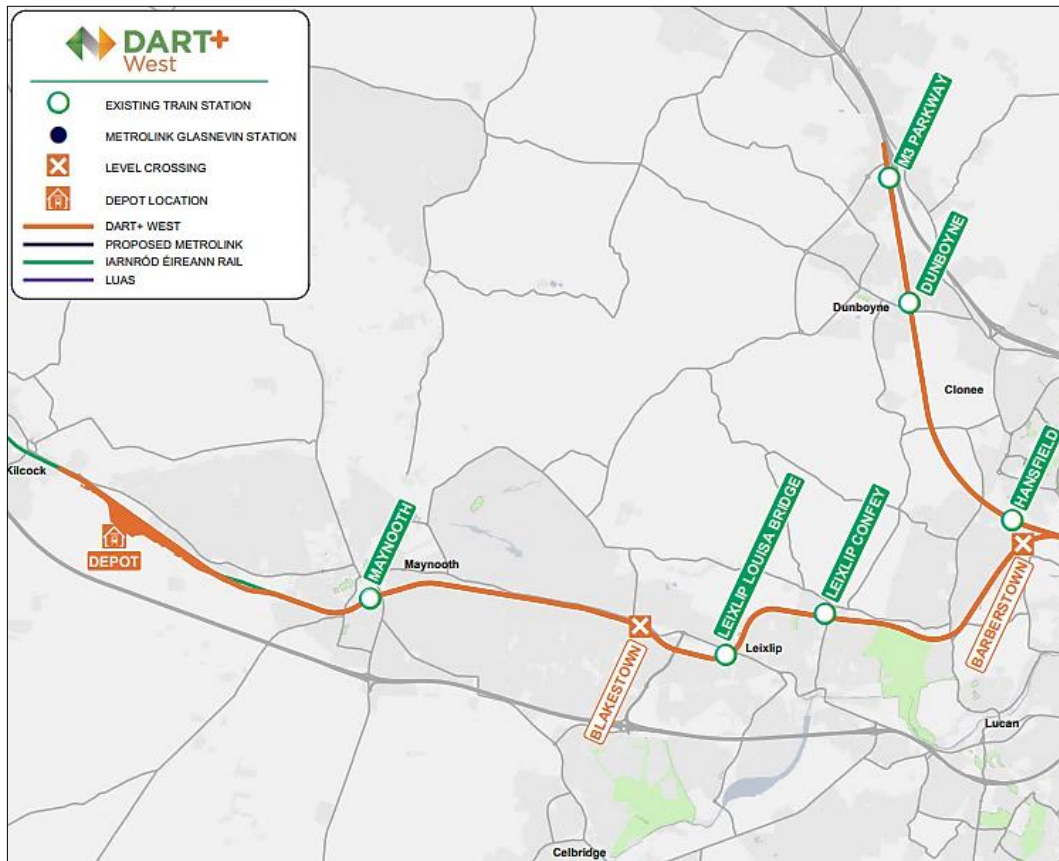 DART+
West
EXISTING TRAIN STATION
METROLINK GLASNEVIN STATION
LEVEL CROSSING
DEPOT LOCATION
DART+ WEST
PROPOSED METROLINK
IARNRÓD ÉIREANN RAIL
LUAS
M3 PARKWAY
DUNBOYNE
Dunboyne
Clonee
HANSFIELD
Kilcock
DEPOT
MAYNOOTH
Maynooth
BLAKESTOWN
LEIXLIP LOUISA BRIDGE
Leixlip
LEIXLIP CONFEY
BARBERSTOWN
Lucan
Celbridge